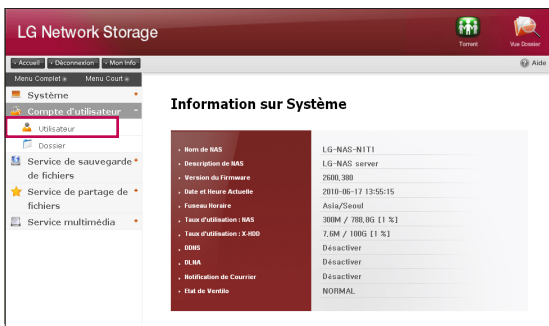 LG Network Storage
Torrent
Vue Dossier
Accueil
Déconnexion
Mon Info
Aide
Menu Complet
Menu Court
Système
Compte d'utilisateur
Utilisateur
Dossier
Service de sauvegarde
de fichiers
Service de partage de
fichiers
Service multimédia
Information sur Système
Nom de NAS LG-NAS-N1T1
Description de NAS LG-NAS server
Version du Firmware 2600,380
Date et Heure Actuelle 2010-06-17 13:55:15
Fuseau Horaire Asia/Seoul
Taux d'utilisation : NAS 300M / 788,8G [1 %]
Taux d'utilisation : X-HDD 7,6M / 100G [1 %]
DDNS Désactiver
DLNA Désactiver
Notification de Courrier Désactiver
Etat de Ventilo NORMAL